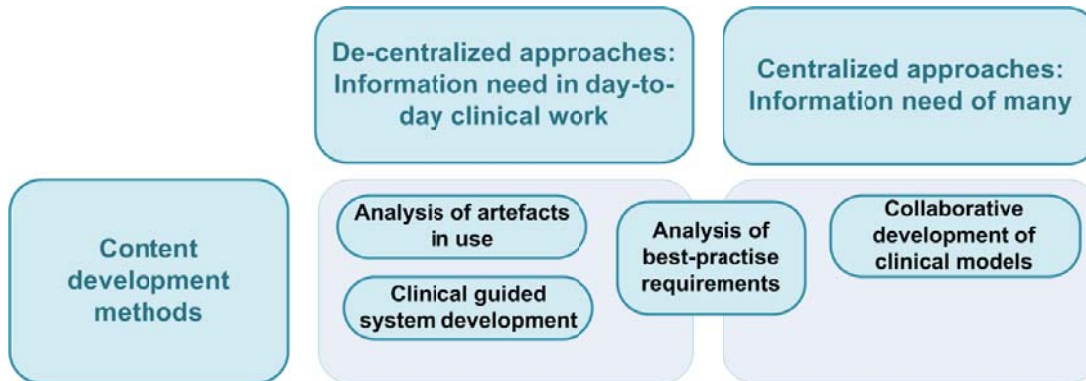 De-centralized approaches:
Information need in day-to-
day clinical work
Centralized approaches:
Information need of many
Content
development
methods
Analysis of artefacts
in use
Clinical guided
system development
Analysis of
best-practise
requirements
Collaborative
development of
clinical models